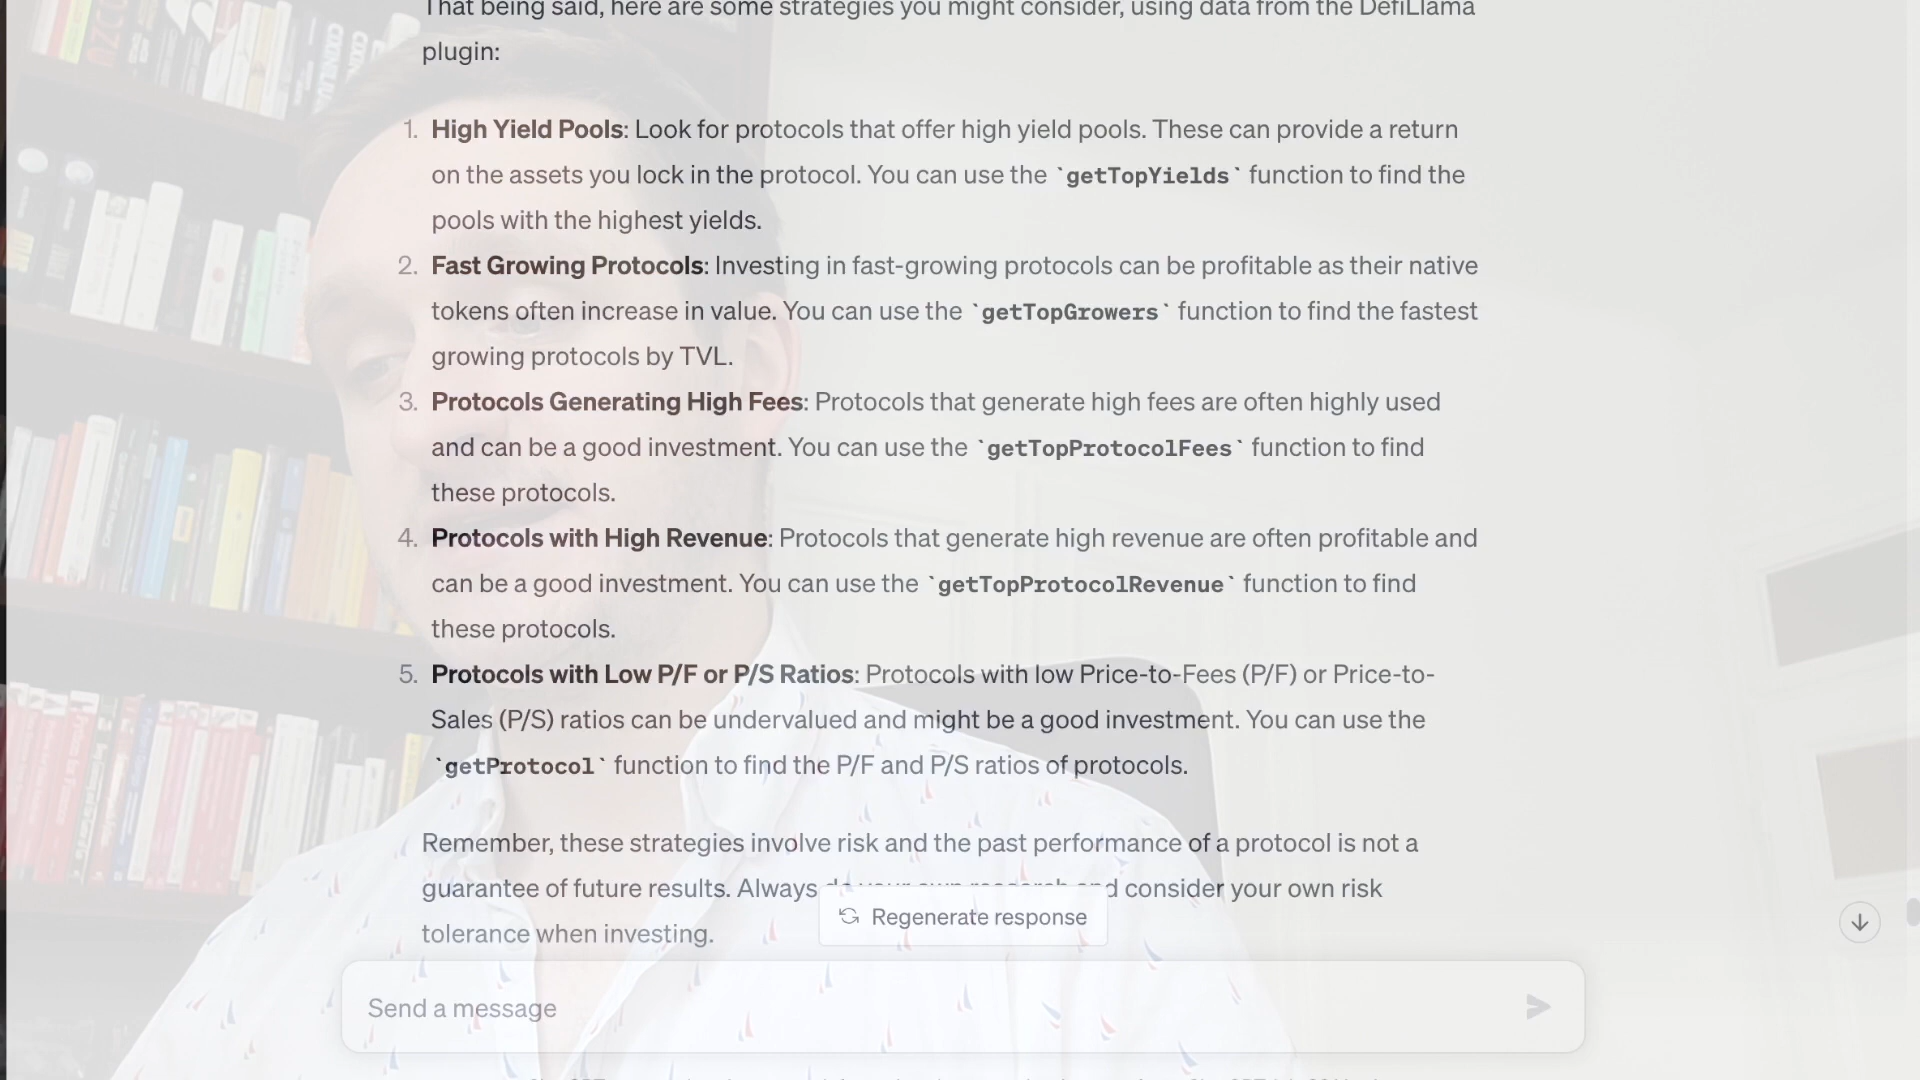 That being said, here are some strategies you might consider, using data from the DefiLlama
plugin:
1. High Yield Pools: Look for protocols that offer high yield pools. These can provide a return
on the assets you lock in the protocol. You can use the `getTopYields` function to find the
pools with the highest yields.
2. Fast Growing Protocols: Investing in fast-growing protocols can be profitable as their native
tokens often increase in value. You can use the `getTopGrowers` function to find the fastest
growing protocols by TVL.
3. Protocols Generating High Fees: Protocols that generate high fees are often highly used
and can be a good investment. You can use the `getTopProtocolFees` function to find
these protocols.
4. Protocols with High Revenue: Protocols that generate high revenue are often profitable and
can be a good investment. You can use the `getTopProtocolRevenue` function to find
these protocols.
5. Protocols with Low P/F or P/S Ratios: Protocols with low Price-to-Fees (P/F) or Price-to-
Sales (P/S) ratios can be undervalued and might be a good investment. You can use the
`getProtocol` function to find the P/F and P/S ratios of protocols.
Remember, these strategies involve risk and the past performance of a protocol is not a
guarantee of future results. Always do your own research and consider your own risk
tolerance when investing.
Regenerate response
Send a message